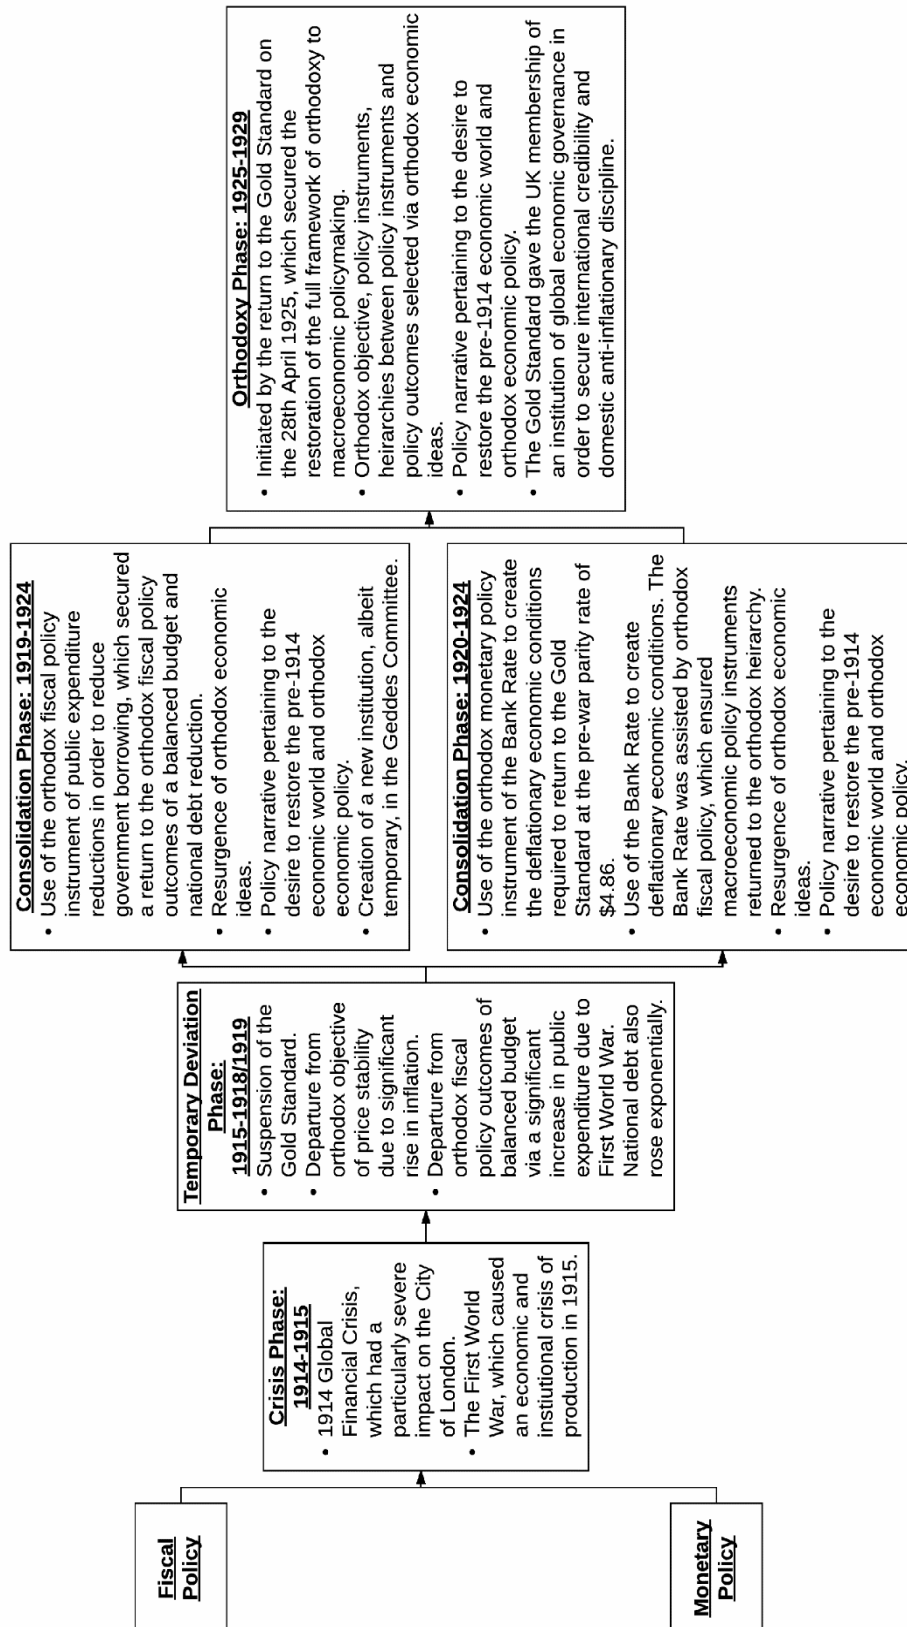 Fiscal
Policy
Monetary
Policy
Crisis Phase:
1914-1915
• 1914 Global
Financial Crisis,
which had a
particularly severe
impact on the City
of London.
• The First World
War, which caused
an economic and
institutional crisis of
production in 1915.
Temporary Deviation
Phase:
1915-1918/1919
• Suspension of the
Gold Standard.
• Departure from
orthodox objective
of price stability
due to significant
rise in inflation.
• Departure from
orthodox fiscal
policy outcomes of
balanced budget
via a significant
increase in public
expenditure due to
First World War.
National debt also
rose exponentially.
Consolidation Phase: 1919-1924
• Use of the orthodox fiscal policy
instrument of public expenditure
reductions in order to reduce
government borrowing, which secured
a return to the orthodox fiscal policy
outcomes of a balanced budget and
national debt reduction.
• Resurgence of orthodox economic
ideas.
• Policy narrative pertaining to the
desire to restore the pre-1914
economic world and orthodox
economic policy.
• Creation of a new institution, albeit
temporary, in the Geddes Committee.
Consolidation Phase: 1920-1924
• Use of the orthodox monetary policy
instrument of the Bank Rate to create
the deflationary economic conditions
required to return to the Gold
Standard at the pre-war parity rate of
$4.86.
• Use of the Bank Rate to create
deflationary economic conditions. The
Bank Rate was assisted by orthodox
fiscal policy, which ensured
macroeconomic policy instruments
returned to the orthodox heirarchy.
• Resurgence of orthodox economic
ideas.
• Policy narrative pertaining to the
desire to restore the pre-1914
economic world and orthodox
economic policy.
Orthodoxy Phase: 1925-1929
• Initiated by the return to the Gold Standard on
the 28th April 1925, which secured the
restoration of the full framework of orthodoxy to
macroeconomic policymaking.
• Orthodox objective, policy instruments,
heirarchies between policy instruments and
policy outcomes selected via orthodox economic
ideas.
• Policy narrative pertaining to the desire to
restore the pre-1914 economic world and
orthodox economic policy.
• The Gold Standard gave the UK membership of
an institution of global economic governance in
order to secure international credibility and
domestic anti-inflationary discipline.